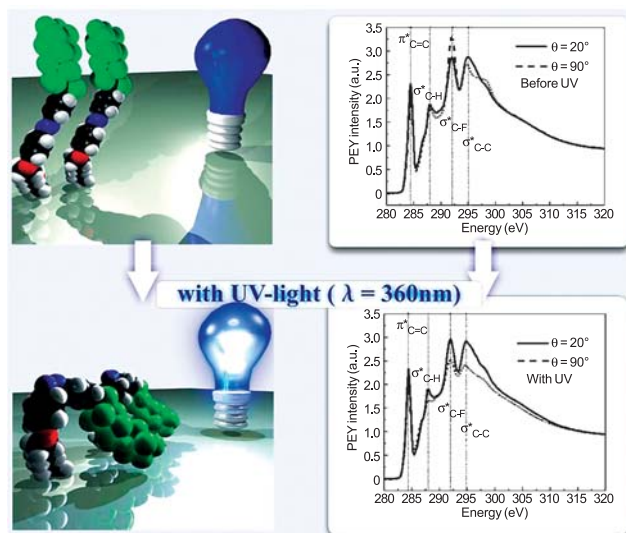 3.5
3.0
2.5
2.0
1.5
1.0
0.5
0
PEY intensity (a.u.)
π*C=C
σ*C-H
σ*C-F
σ*C-C
θ = 20°
θ = 90°
Before UV
280 285 290 295 300 305 310 315 320
Energy (eV)
with UV-light ( λ = 360nm)
3.5
3.0
2.5
2.0
1.5
1.0
0.5
0.0
PEY intensity (a.u.)
π*C=C
σ*C-H
σ*C-F
σ*C-C
θ = 20°
θ = 90°
With UV
280 285 290 295 300 305 310 315 320
Energy (eV)